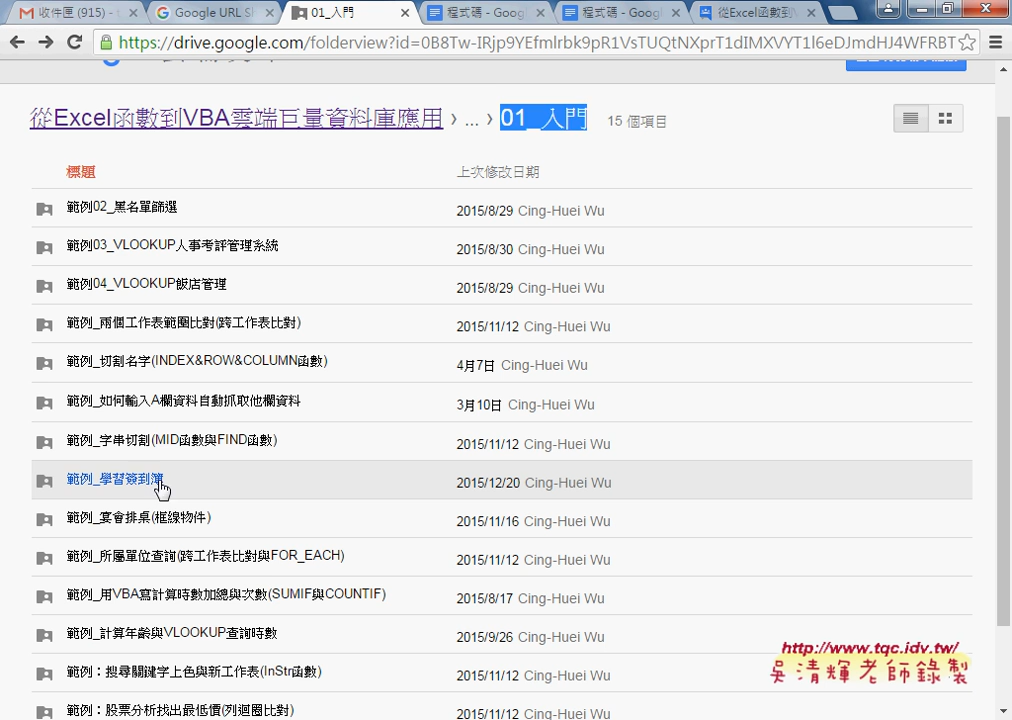 收件匣 (915) -
Google URL Sh
01_入門
程式碼 - Goog
程式碼 - Goog
從Excel函數到V
https://drive.google.com/folderview?id=0B8Tw-IRjp9YEfmlrbk9pR1VsTUQtNXprT1dIMXVYT1l6eDJmdHJ4WFRBT
從Excel函數到VBA雲端巨量資料庫應用 › ... › 01_入門 15 個項目
標題 上次修改日期
範例02_黑名單篩選 2015/8/29 Cing-Huei Wu
範例03_VLOOKUP人事考評管理系統 2015/8/30 Cing-Huei Wu
範例04_VLOOKUP飯店管理 2015/8/29 Cing-Huei Wu
範例_兩個工作表範圍比對(跨工作表比對) 2015/11/12 Cing-Huei Wu
範例_切割名字(INDEX&ROW&COLUMN函數) 4月7日 Cing-Huei Wu
範例_如何輸入A欄資料自動抓取他欄資料 3月10日 Cing-Huei Wu
範例_字串切割(MID函數與FIND函數) 2015/11/12 Cing-Huei Wu
範例_學習簽到簿 2015/12/20 Cing-Huei Wu
範例_宴會排桌(框線物件) 2015/11/16 Cing-Huei Wu
範例_所屬單位查詢(跨工作表比對與FOR_EACH) 2015/11/12 Cing-Huei Wu
範例_用VBA寫計算時數加總與次數(SUMIF與COUNTIF) 2015/8/17 Cing-Huei Wu
範例_計算年齡與VLOOKUP查詢時數 2015/9/26 Cing-Huei Wu
範例：搜尋關鍵字上色與新工作表(InStr函數) 2015/11/12 Cing-Huei Wu
範例：股票分析找出最低價(列迴圈比對) 2015/11/12 Cing-Huei Wu
http://www.tqc.idv.tw/
吳清輝老師錄製